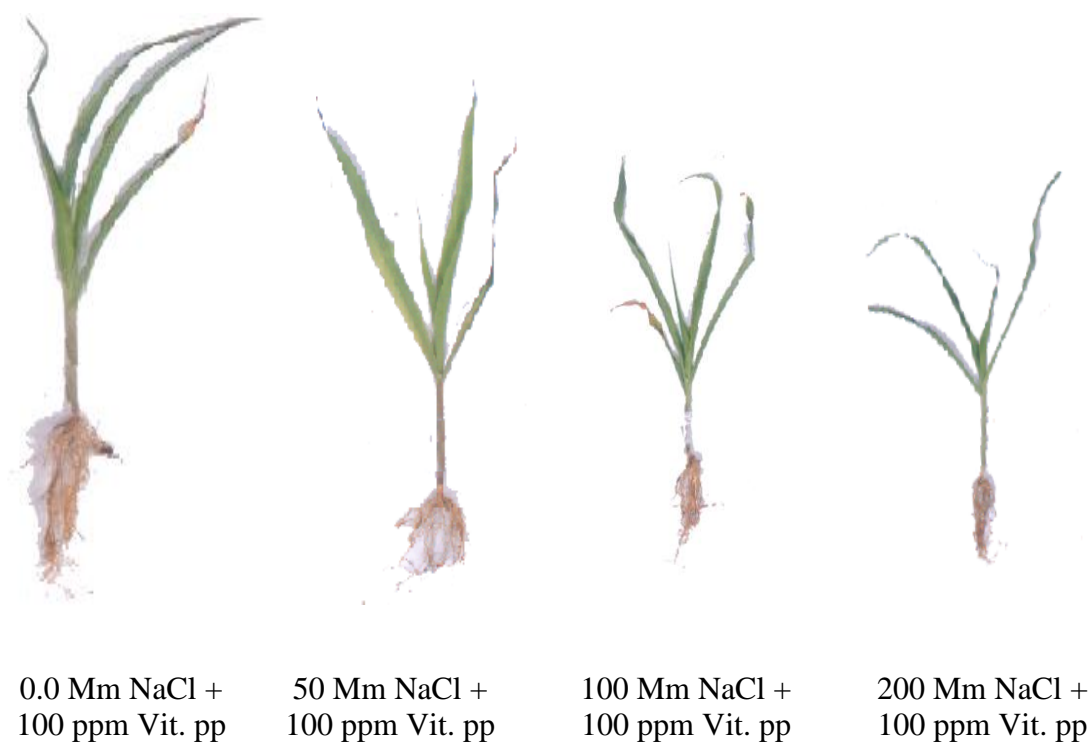 0.0 Mm NaCl +
100 ppm Vit. pp
50 Mm NaCl +
100 ppm Vit. pp
100 Mm NaCl +
100 ppm Vit. pp
200 Mm NaCl +
100 ppm Vit. pp